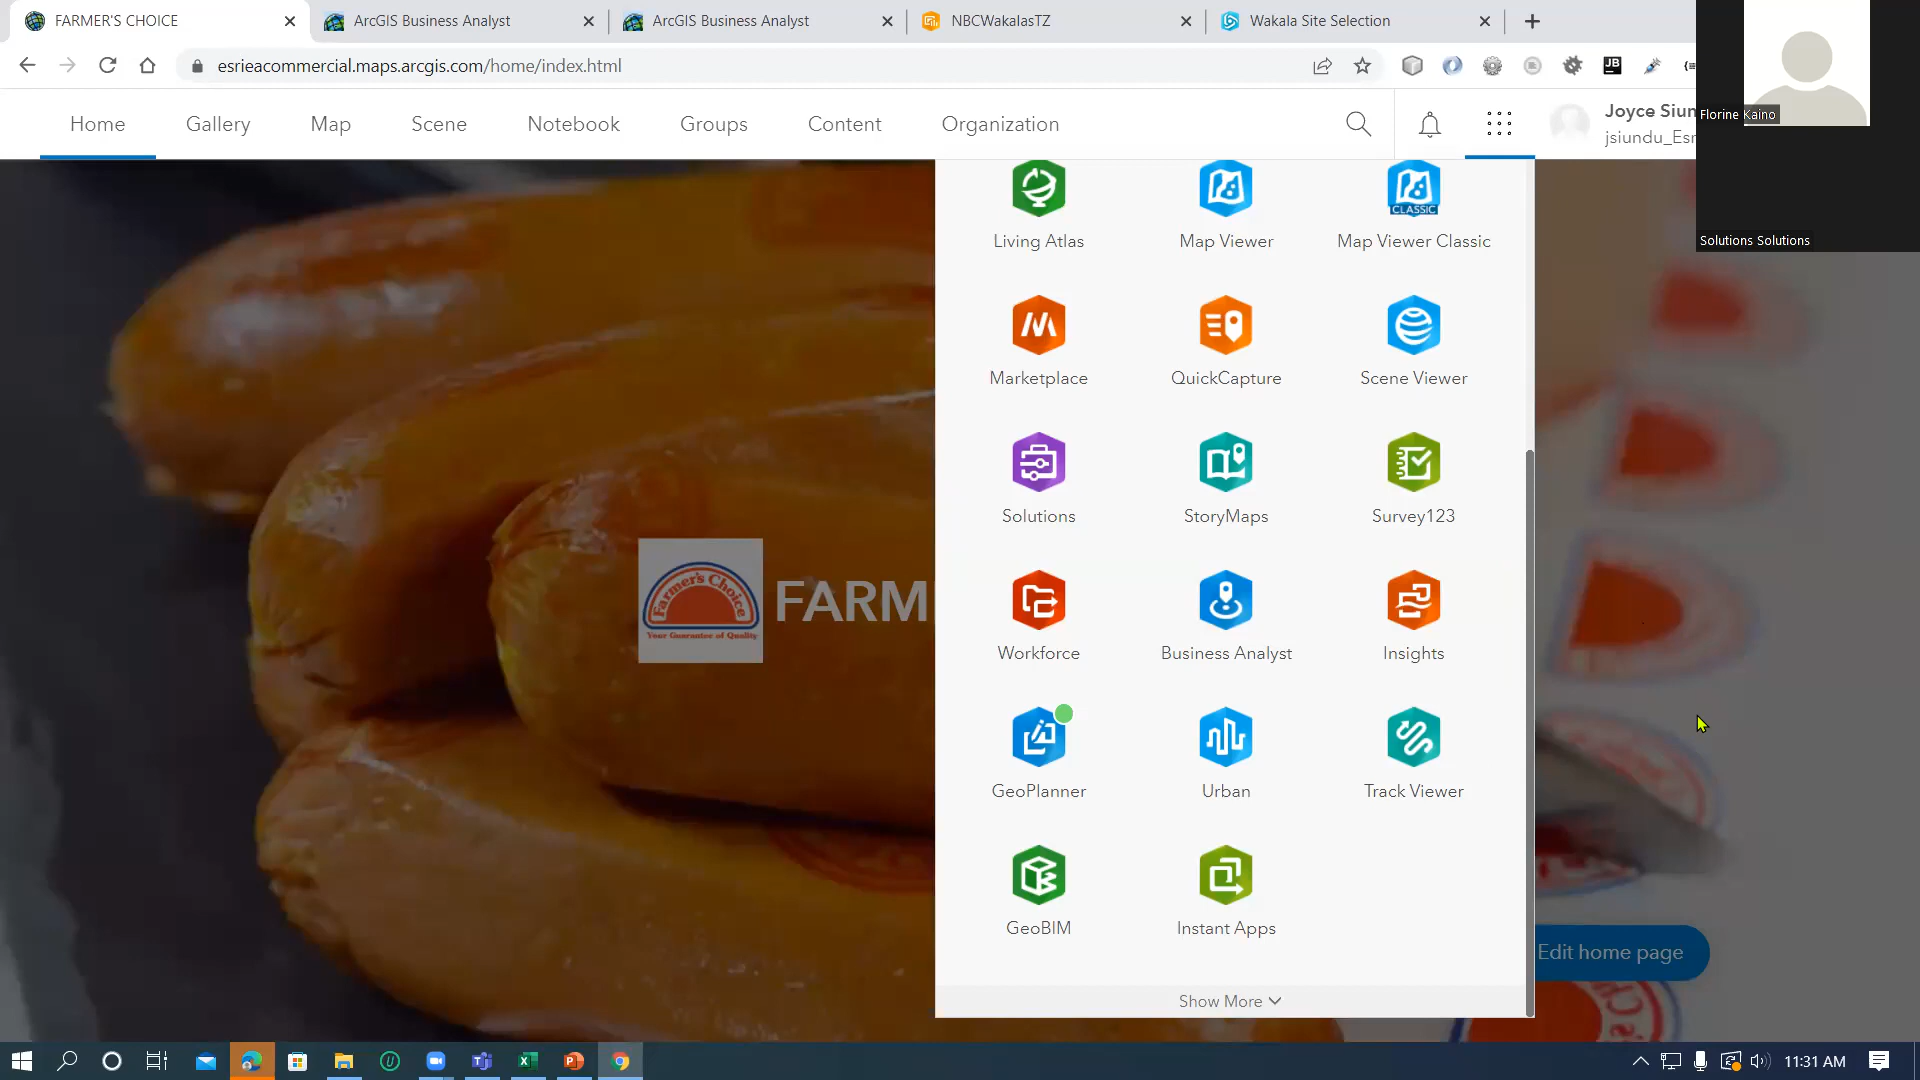 FARMER'S CHOICE
ArcGIS Business Analyst
ArcGIS Business Analyst
NBCWakalasTZ
Wakala Site Selection
esrieacommercial.maps.arcgis.com/home/index.html
Home
Gallery
Map
Scene
Notebook
Groups
Content
Organization
Joyce Siun
jsiundu_Esr
Florine Kaino
Solutions Solutions
CLASSIC
Living Atlas
Map Viewer
Map Viewer Classic
Marketplace
QuickCapture
Scene Viewer
Solutions
StoryMaps
Survey123
Workforce
Business Analyst
Insights
GeoPlanner
Urban
Track Viewer
GeoBIM
Instant Apps
Show More
Farmer's Choice
Your Guarantee of Quality
FARM
Edit home page
11:31 AM